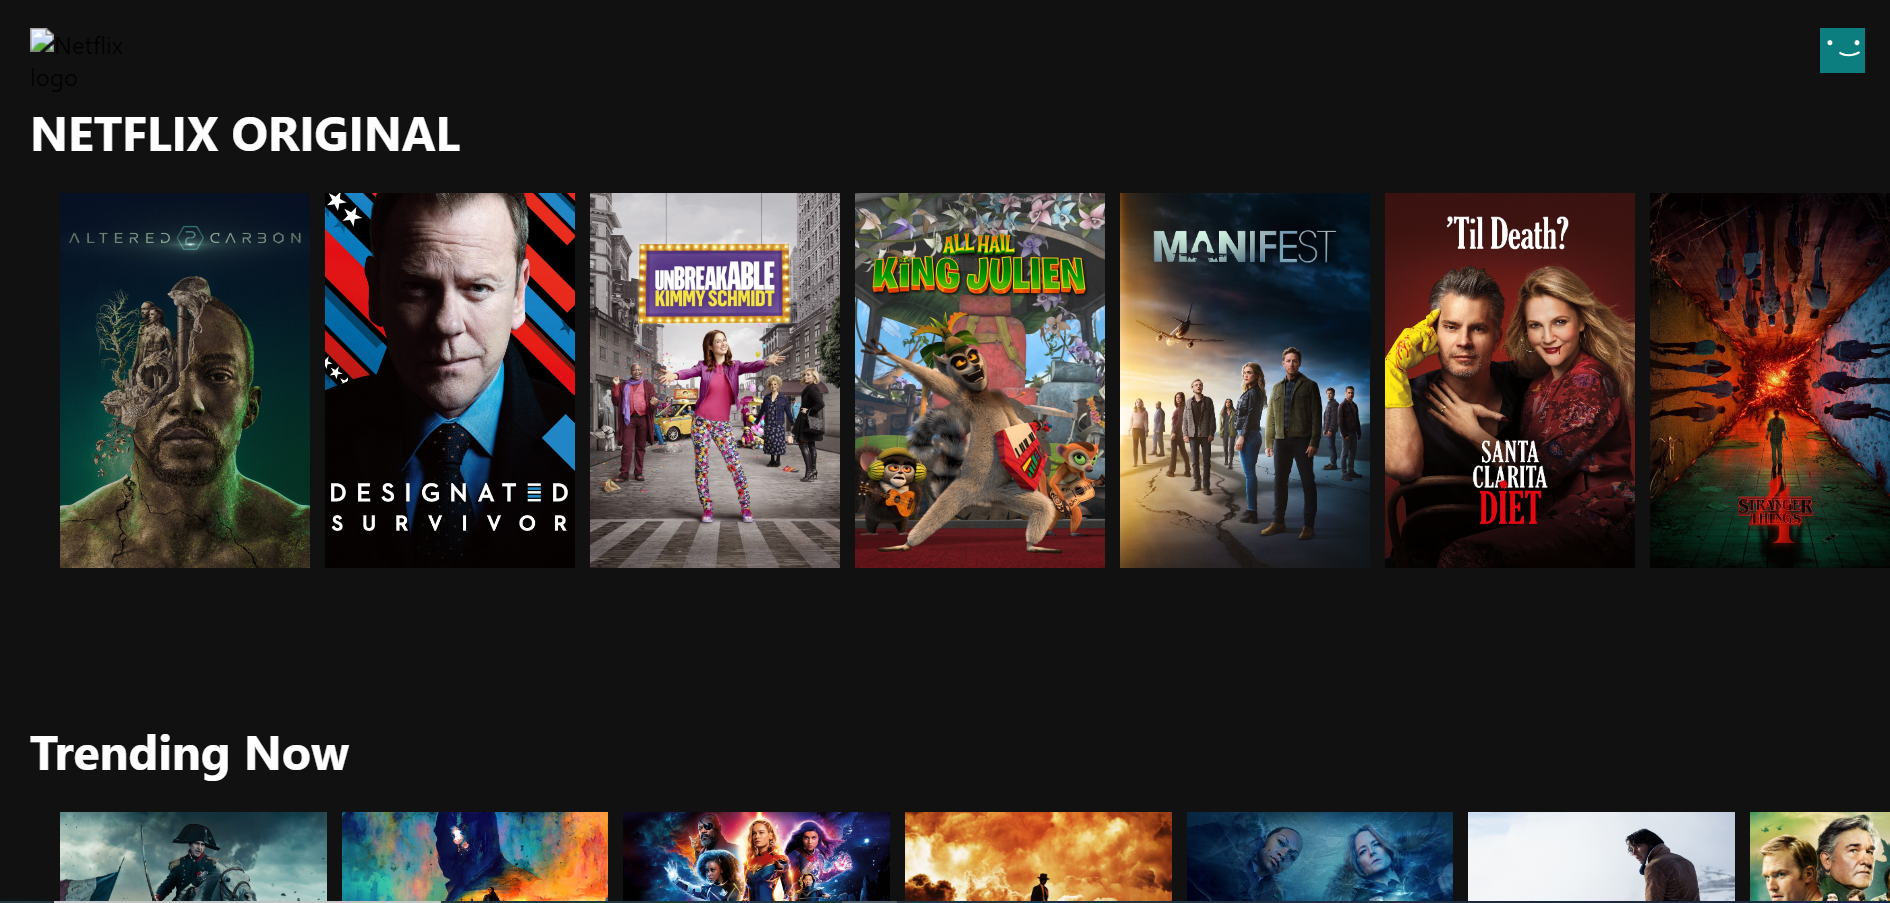 Netflix
logo
NETFLIX ORIGINAL
ALTERED 2 CARBON
DESIGNATED
SURVIVOR
UNBREAKABLE
KIMMY SCHMIDT
ALL HAIL
KING JULIEN
MANIFEST
'Til Death?
SANTA
CLARITA
DIET
STRANGER
THINGS
4
Trending Now